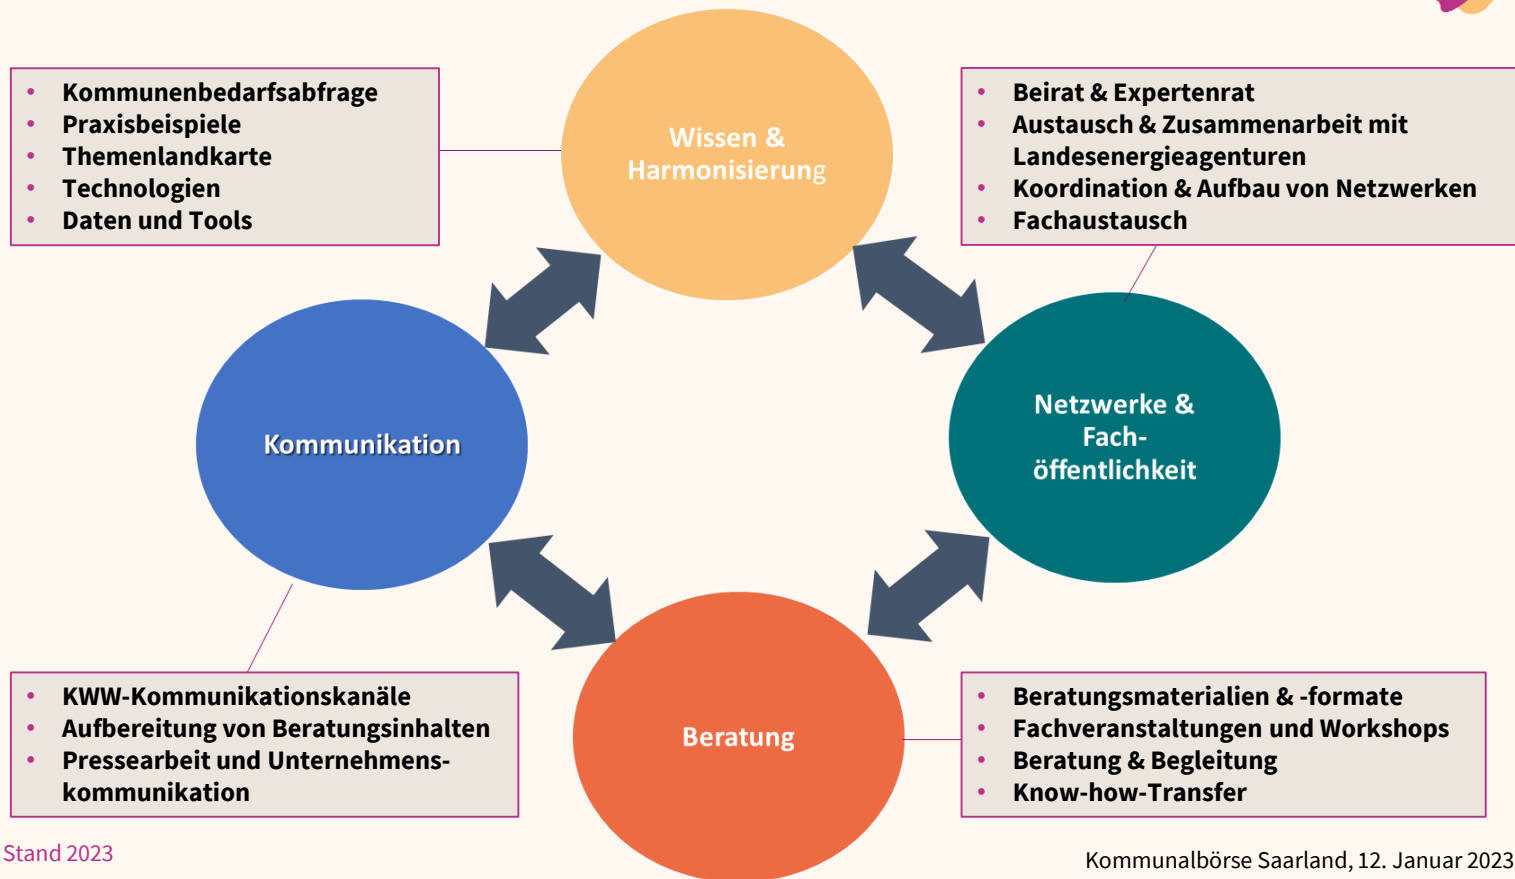 • Kommunenbedarfsabfrage
• Praxisbeispiele
• Themenlandkarte
• Technologien
• Daten und Tools
Wissen &
Harmonisierung
• Beirat & Expertenrat
• Austausch & Zusammenarbeit mit
Landesenergieagenturen
• Koordination & Aufbau von Netzwerken
• Fachaustausch
Kommunikation
Netzwerke &
Fach-
öffentlichkeit
• KWW-Kommunikationskanäle
• Aufbereitung von Beratungsinhalten
• Pressearbeit und Unternehmens-
kommunikation
Beratung
• Beratungsmaterialien & -formate
• Fachveranstaltungen und Workshops
• Beratung & Begleitung
• Know-how-Transfer
Stand 2023
Kommunalbörse Saarland, 12. Januar 2023